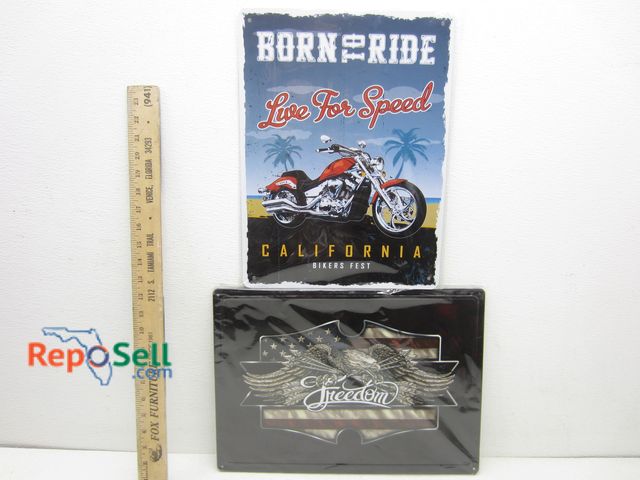 BORN TO RIDE
Live For Speed
CALIFORNIA
BIKERS FEST
Freedom
RepoSell
.com
FOX FURNITURE
2112 S. TAMIAMI TRAIL • VENICE, FLORIDA 34293 • (941)